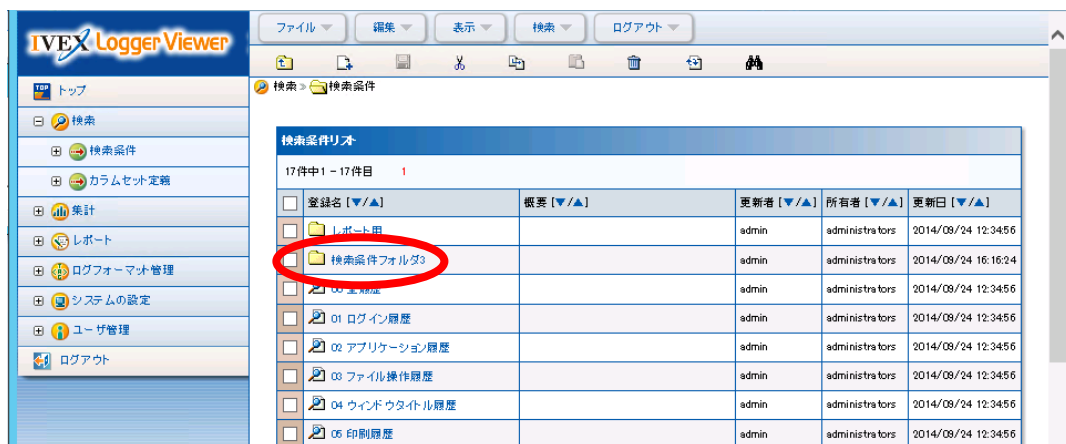 IVEX Logger Viewer
ファイル 編集 表示 検索 ログアウト
検索 » 検索条件
TOP トップ
検索
検索条件
カラムセット定義
集計
レポート
ログフォーマット管理
システムの設定
ユーザ管理
ログアウト
検索条件リスト
17件中1-17件目 1
登録名 [▼/▲] 概要 [▼/▲] 更新者 [▼/▲] 所有者 [▼/▲] 更新日 [▼/▲]
レポート用 admin administrators 2014/09/24 12:34:56
検索条件フォルダ3 admin administrators 2014/09/24 16:16:24
00 全履歴 admin administrators 2014/09/24 12:34:56
01 ログイン履歴 admin administrators 2014/09/24 12:34:56
02 アプリケーション履歴 admin administrators 2014/09/24 12:34:56
03 ファイル操作履歴 admin administrators 2014/09/24 12:34:56
04 ウィンドウタイトル履歴 admin administrators 2014/09/24 12:34:56
05 印刷履歴 admin administrators 2014/09/24 12:34:56